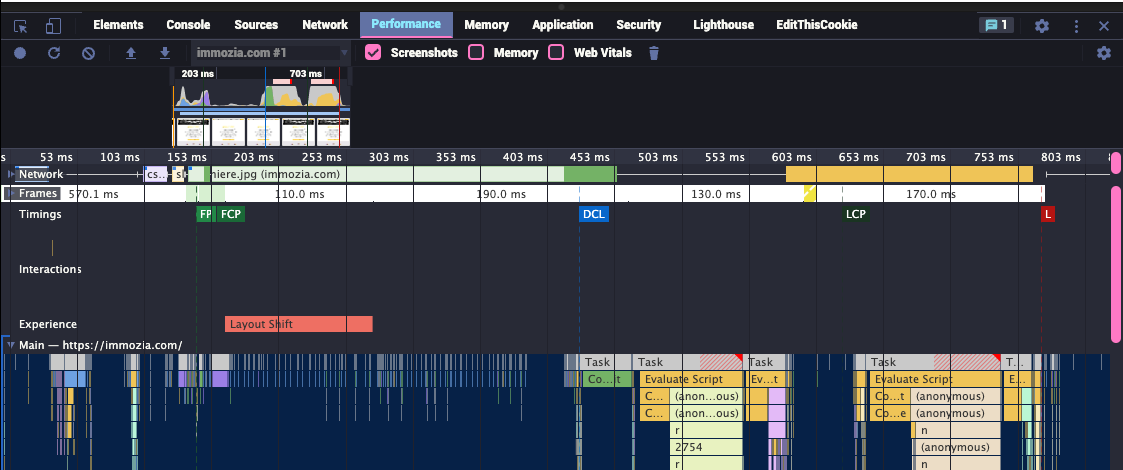 Elements Console Sources Network Performance Memory Application Security Lighthouse EditThisCookie 1
immozia.com #1 Screenshots Memory Web Vitals
203 ms 703 ms
s 53 ms 103 ms 153 ms 203 ms 253 ms 303 ms 353 ms 403 ms 453 ms 503 ms 553 ms 603 ms 653 ms 703 ms 753 ms 803 ms
Network cs... s niere.jpg (immozia.com)
Frames 570.1 ms 110.0 ms 190.0 ms 130.0 ms 170.0 ms
Timings FP FCP DCL LCP L
Interactions
Experience Layout Shift
Main — https://immozia.com/
Task Task Task Task T...
Co...t Evaluate Script Ev...t Evaluate Script E...
C... (anon...ous) Co...t (anonymous)
C... (anon...ous) Co...e (anonymous)
r n
2754 (anonymous)
r n